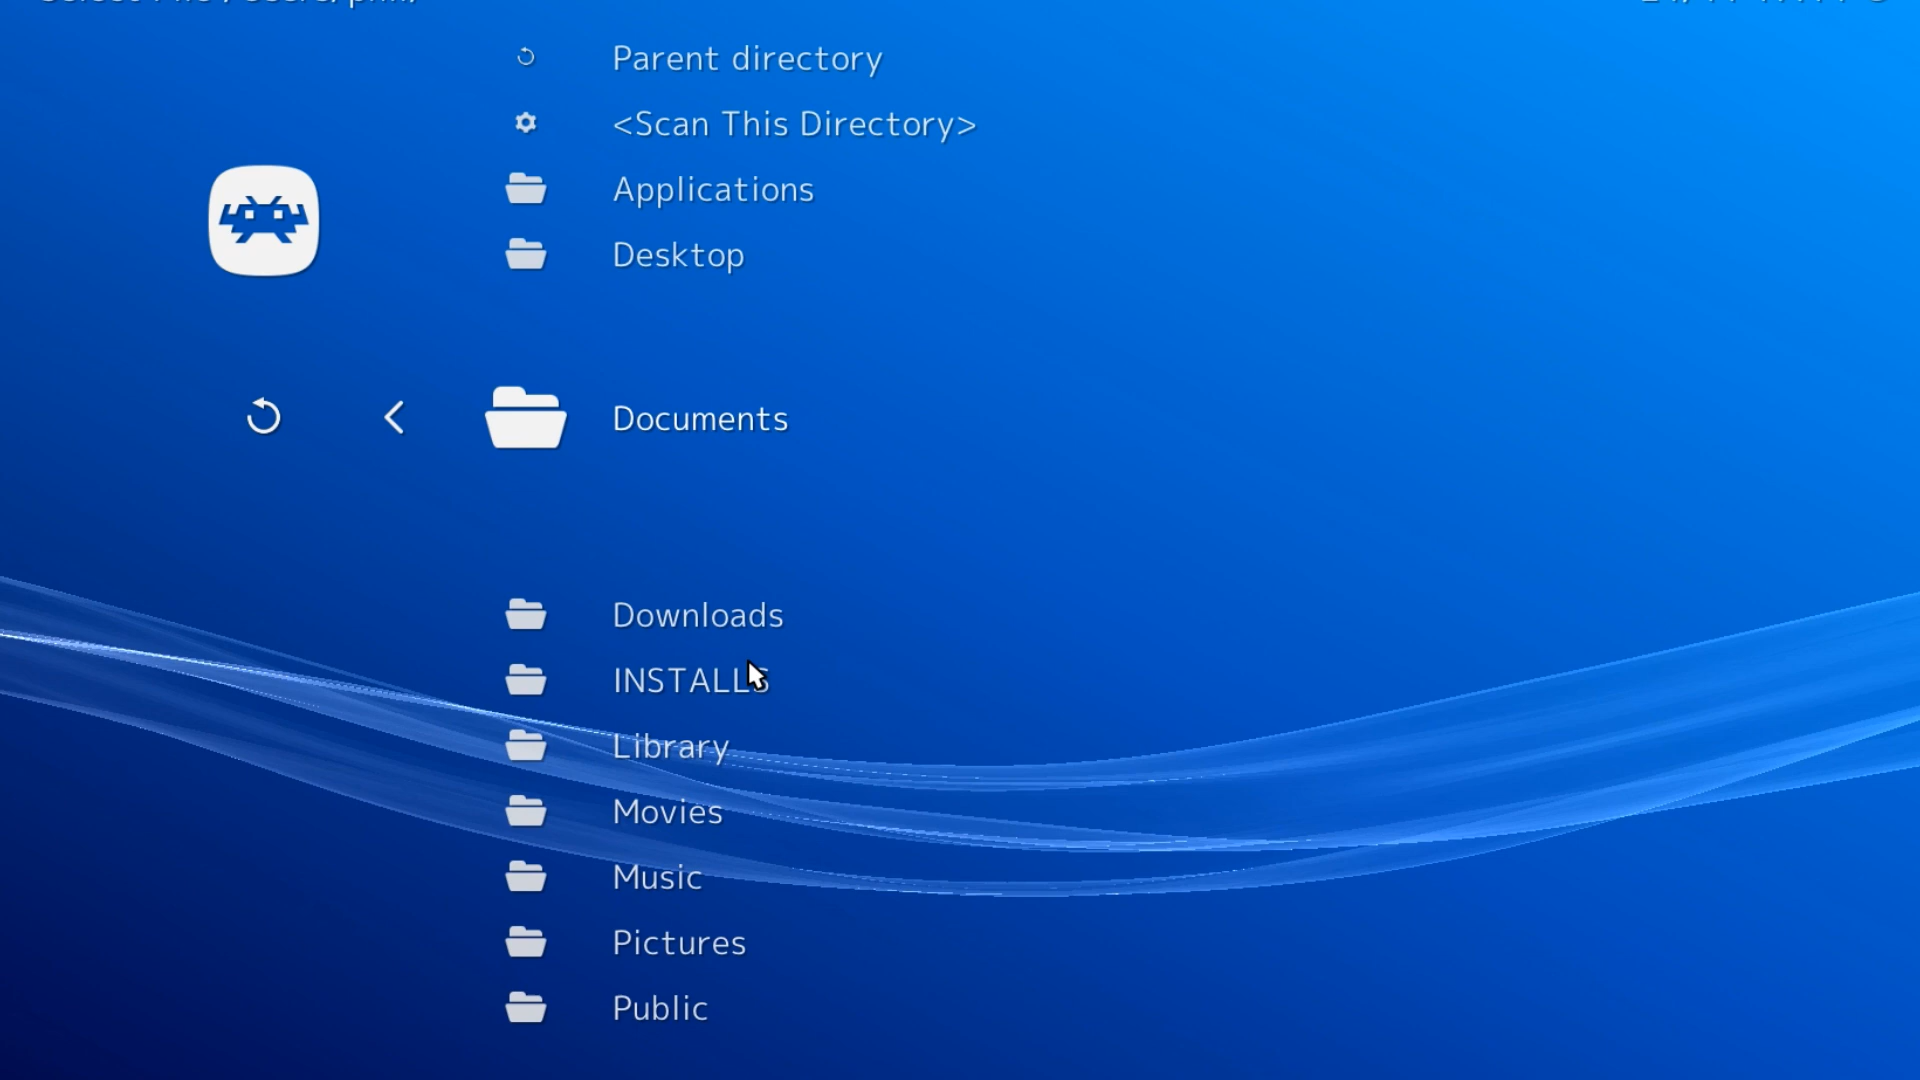 Parent directory
<Scan This Directory>
Applications
Desktop
Documents
Downloads
INSTALLS
Library
Movies
Music
Pictures
Public